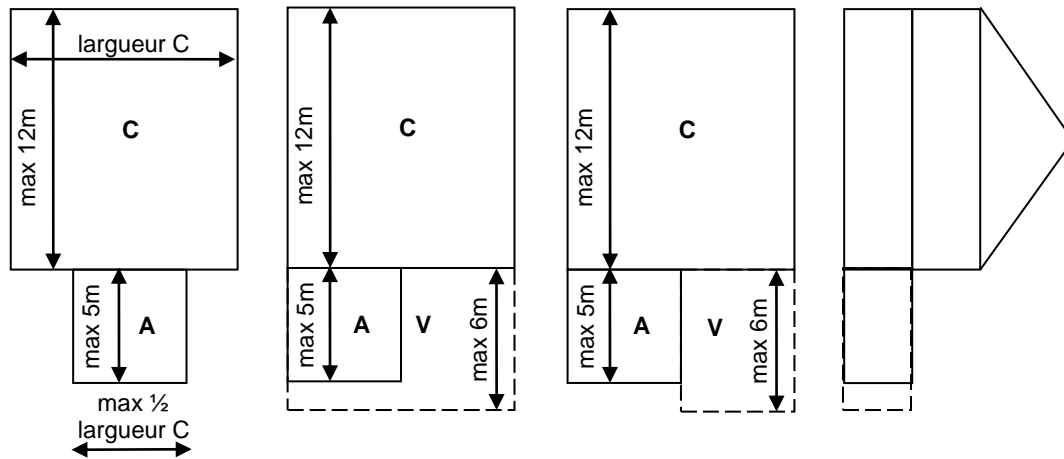 largueur C
max 12m
C
max 5m
A
max ½
largueur C
max 12m
C
max 5m
A
V
max 6m
max 12m
C
max 5m
A
V
max 6m